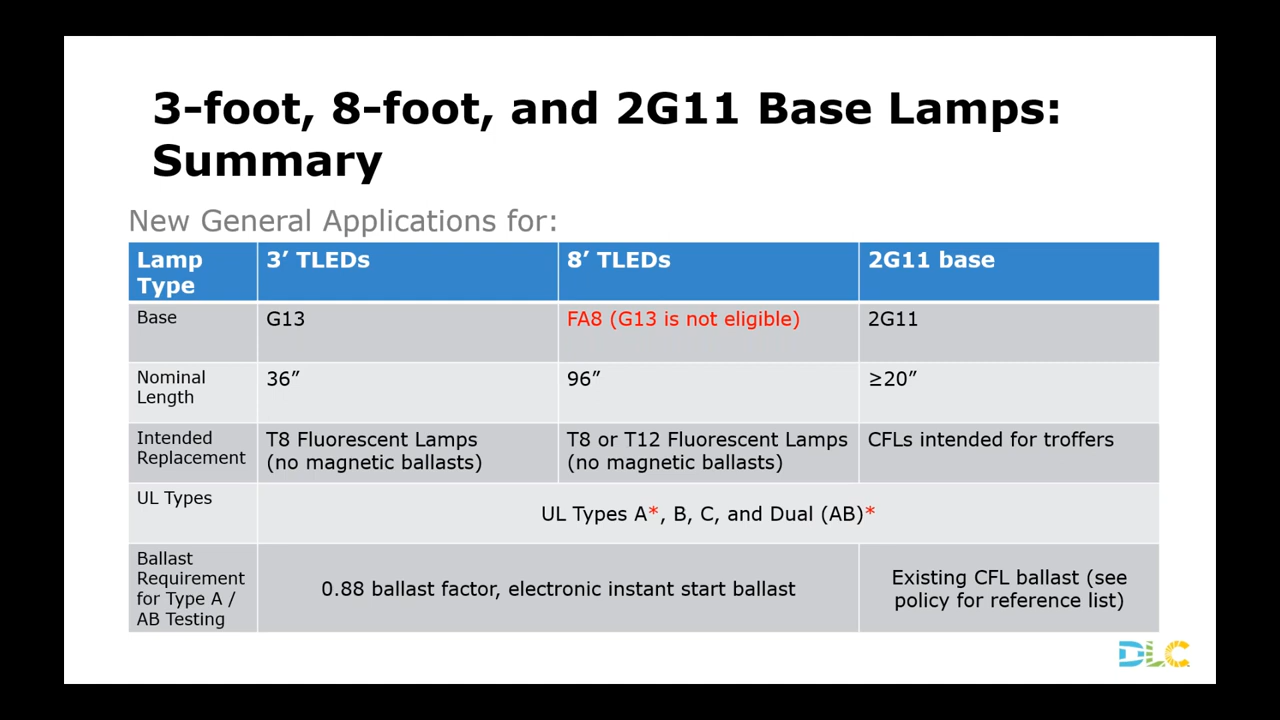 3-foot, 8-foot, and 2G11 Base Lamps:
Summary
New General Applications for:
Lamp
Type
3’ TLEDs
8’ TLEDs
2G11 base
Base
G13
FA8 (G13 is not eligible)
2G11
Nominal
Length
36”
96”
≥20”
Intended
Replacement
T8 Fluorescent Lamps
(no magnetic ballasts)
T8 or T12 Fluorescent Lamps
(no magnetic ballasts)
CFLs intended for troffers
UL Types
UL Types A*, B, C, and Dual (AB)*
Ballast
Requirement
for Type A /
AB Testing
0.88 ballast factor, electronic instant start ballast
Existing CFL ballast (see
policy for reference list)
DLC